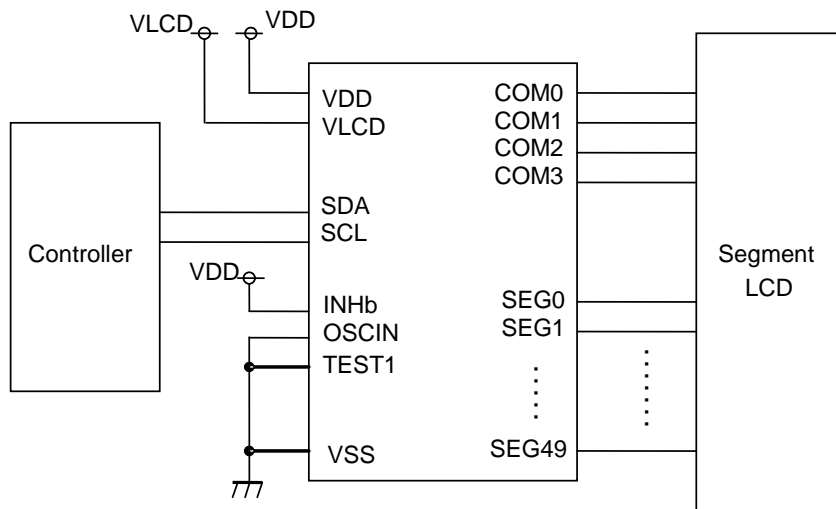 VLCD
VDD
VDD
VLCD
SDA
SCL
VDD
INHb
OSCIN
TEST1
VSS
COM0
COM1
COM2
COM3
SEG0
SEG1
SEG49
Controller
Segment
LCD